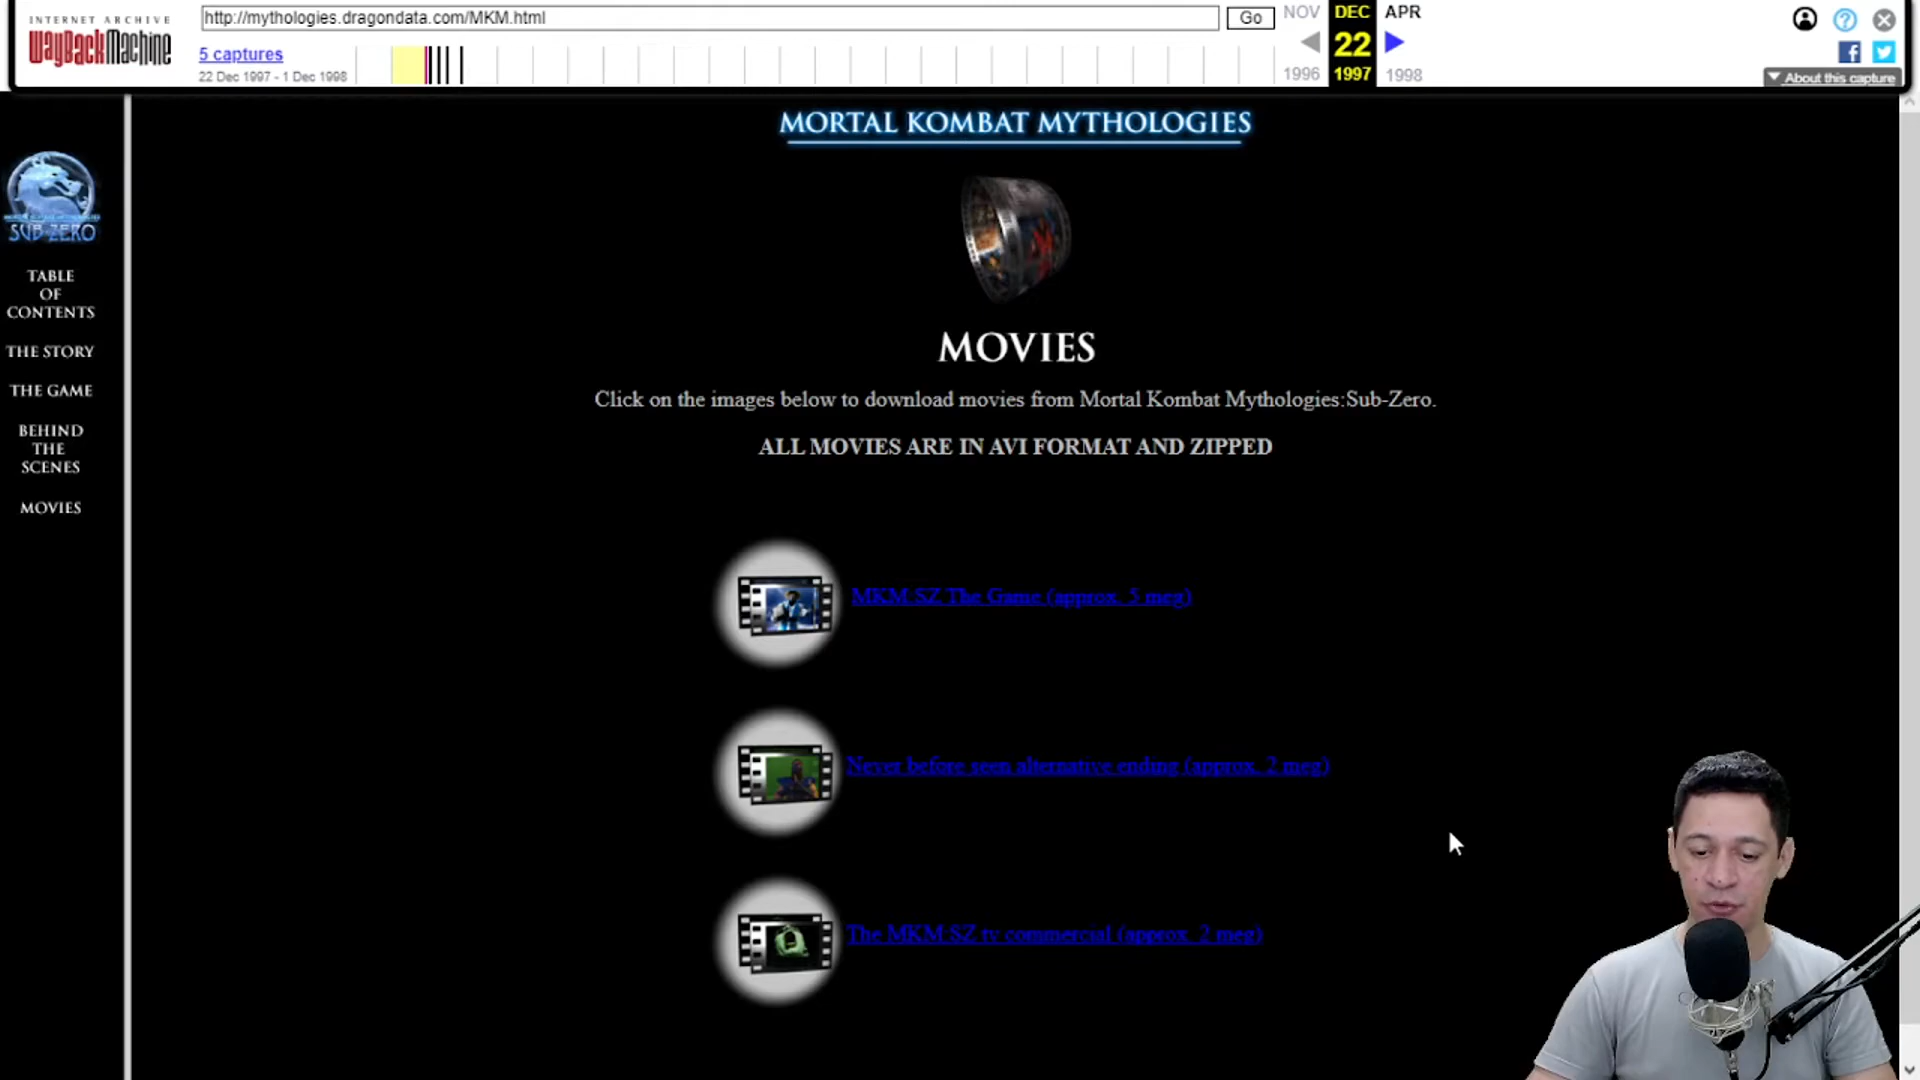 INTERNET ARCHIVE
WayBackMachine
http://mythologies.dragondata.com/MKM.html
Go
NOV
DEC
APR
5 captures
22
22 Dec 1997 - 1 Dec 1998
1996
1997
1998
About this capture
MORTAL KOMBAT MYTHOLOGIES
MORTAL KOMBAT MYTHOLOGIES
SUB-ZERO
TABLE
OF
CONTENTS
THE STORY
THE GAME
BEHIND
THE
SCENES
MOVIES
MOVIES
Click on the images below to download movies from Mortal Kombat Mythologies:Sub-Zero.
ALL MOVIES ARE IN AVI FORMAT AND ZIPPED
MKM:SZ The Game (approx. 5 meg)
Never before seen alternative ending (approx. 2 meg)
The MKM:SZ tv commercial (approx. 2 meg)